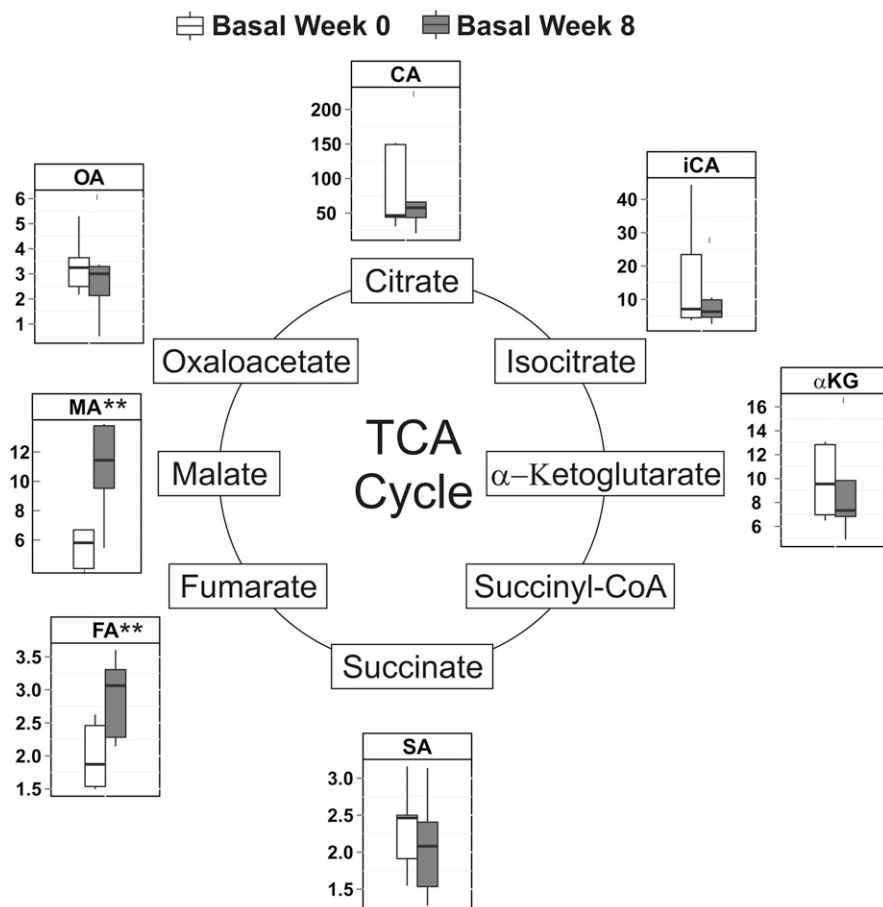 Basal Week 0 Basal Week 8
CA
200
150
100
50
OA
6
5
4
3
2
1
iCA
40
30
20
10
Citrate
Oxaloacetate
Isocitrate
αKG
16
14
12
10
8
6
MA**
12
10
8
6
TCA
Cycle
Malate
α–Ketoglutarate
Fumarate
Succinyl-CoA
FA**
3.5
3.0
2.5
2.0
1.5
Succinate
SA
3.0
2.5
2.0
1.5